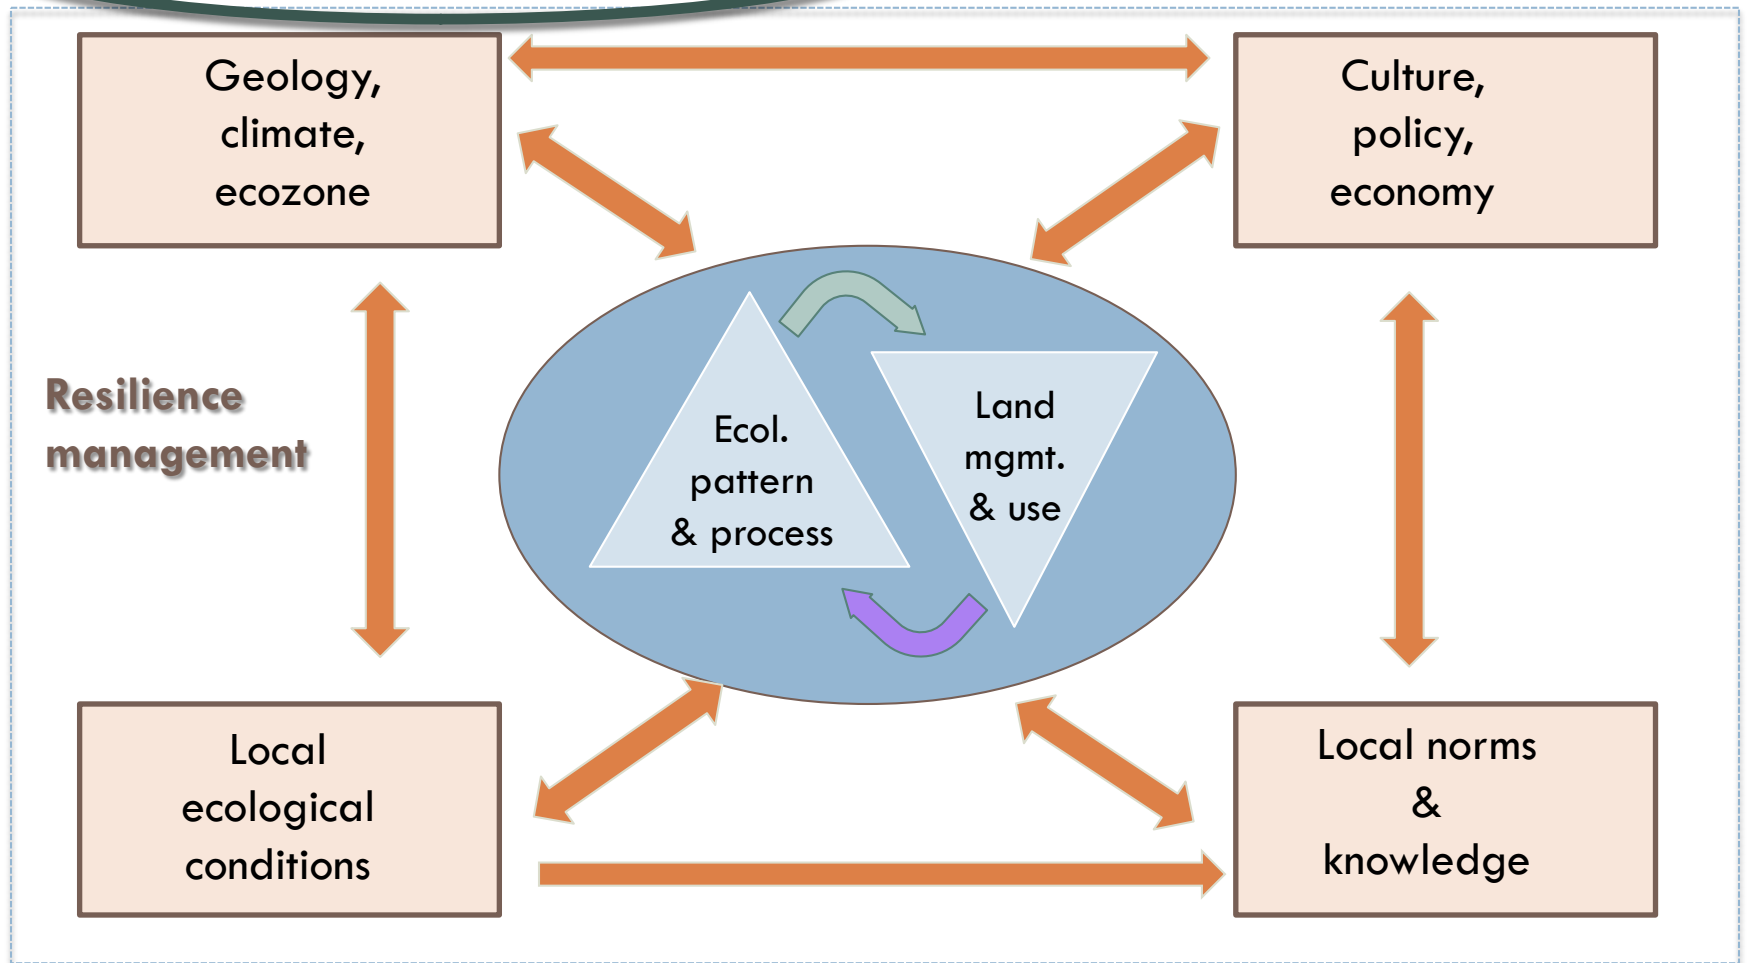 Geology,
climate,
ecozone
Culture,
policy,
economy
Resilience
management
Ecol.
pattern
& process
Land
mgmt.
& use
Local
ecological
conditions
Local norms
&
knowledge